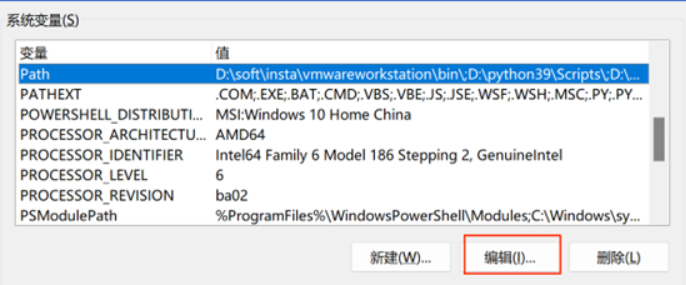 系统变量(S)
变量 值
Path D:\soft\insta\vmwareworkstation\bin\;D:\python39\Scripts\;D:\...
PATHEXT .COM;.EXE;.BAT;.CMD;.VBS;.VBE;.JS;.JSE;.WSF;.WSH;.MSC;.PY;.PY...
POWERSHELL_DISTRIBUTI... MSI:Windows 10 Home China
PROCESSOR_ARCHITECTU... AMD64
PROCESSOR_IDENTIFIER Intel64 Family 6 Model 186 Stepping 2, GenuineIntel
PROCESSOR_LEVEL 6
PROCESSOR_REVISION ba02
PSModulePath %ProgramFiles%\WindowsPowerShell\Modules;C:\Windows\sy...
新建(W)... 编辑(I)... 删除(L)